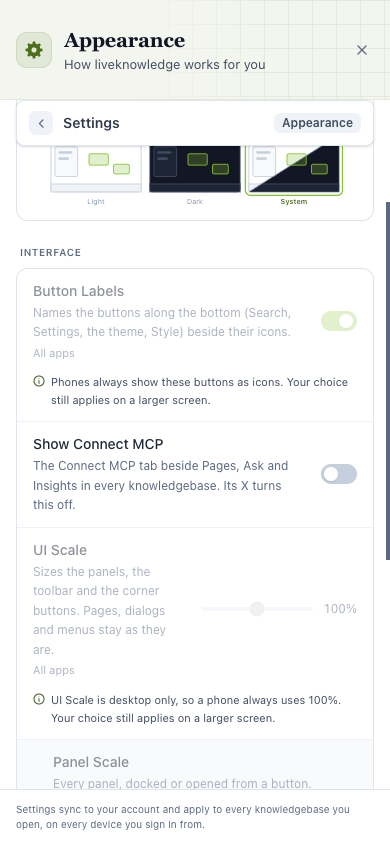 Appearance
How liveknowledge works for you
Settings
Appearance
Light
Dark
System
INTERFACE
Button Labels
Names the buttons along the bottom (Search,
Settings, the theme, Style) beside their icons.
All apps
Phones always show these buttons as icons. Your choice
still applies on a larger screen.
Show Connect MCP
The Connect MCP tab beside Pages, Ask and
Insights in every knowledgebase. Its X turns
this off.
UI Scale
Sizes the panels, the
toolbar and the corner
buttons. Pages, dialogs
and menus stay as they
are.
100%
All apps
UI Scale is desktop only, so a phone always uses 100%.
Your choice still applies on a larger screen.
Panel Scale
Every panel, docked or opened from a button.
Settings sync to your account and apply to every knowledgebase you
open, on every device you sign in from.